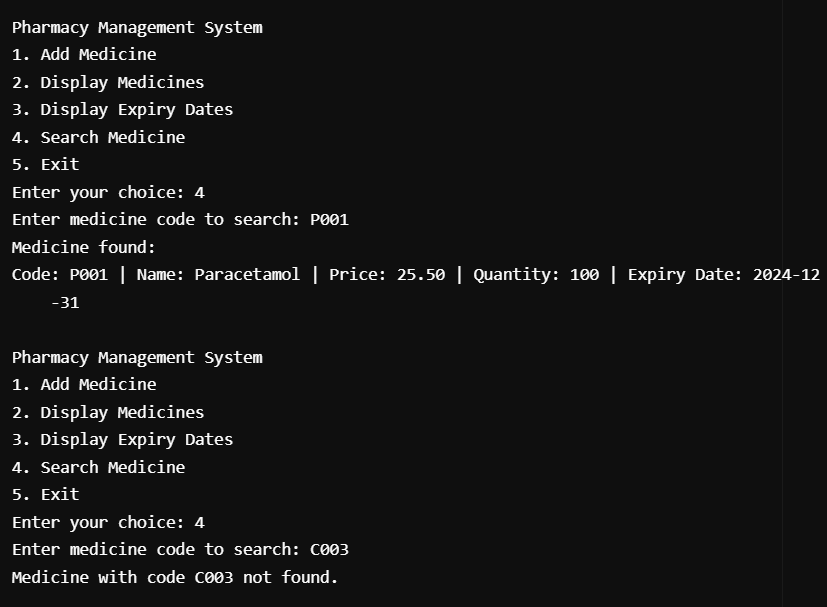 Pharmacy Management System
1. Add Medicine
2. Display Medicines
3. Display Expiry Dates
4. Search Medicine
5. Exit
Enter your choice: 4
Enter medicine code to search: P001
Medicine found:
Code: P001 | Name: Paracetamol | Price: 25.50 | Quantity: 100 | Expiry Date: 2024-12
-31
Pharmacy Management System
1. Add Medicine
2. Display Medicines
3. Display Expiry Dates
4. Search Medicine
5. Exit
Enter your choice: 4
Enter medicine code to search: C003
Medicine with code C003 not found.